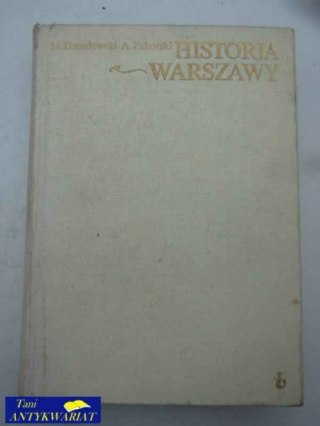 M. Drozdowski A. Zahorski HISTORIA
WARSZAWY
Tani
ANTYKWARIAT